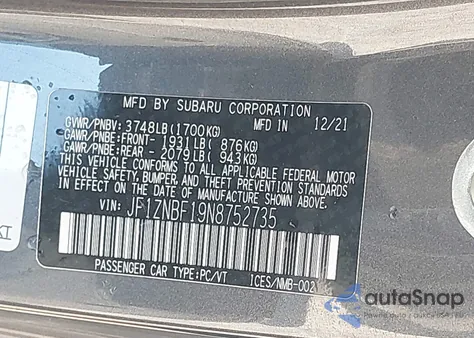 MFD BY SUBARU CORPORATION
GVWR/PNBV: 3748LB(1700KG) 12/21
GAWR/PNBE:FRONT- 1931LB( 876KG)
GAWR/PNBE:REAR - 2079LB( 943KG)
THIS VEHICLE CONFORMS TO ALL APPLICABLE FEDERAL MOTOR
VEHICLE SAFETY, BUMPER, AND THEFT PREVENTION STANDARDS
IN EFFECT ON THE DATE OF MANUFACTURE SHOWN ABOVE.
VIN: JF1ZNBF19N8752735
PASSENGER CAR TYPE:PC/VT ICES/NMB-002
autoSnap